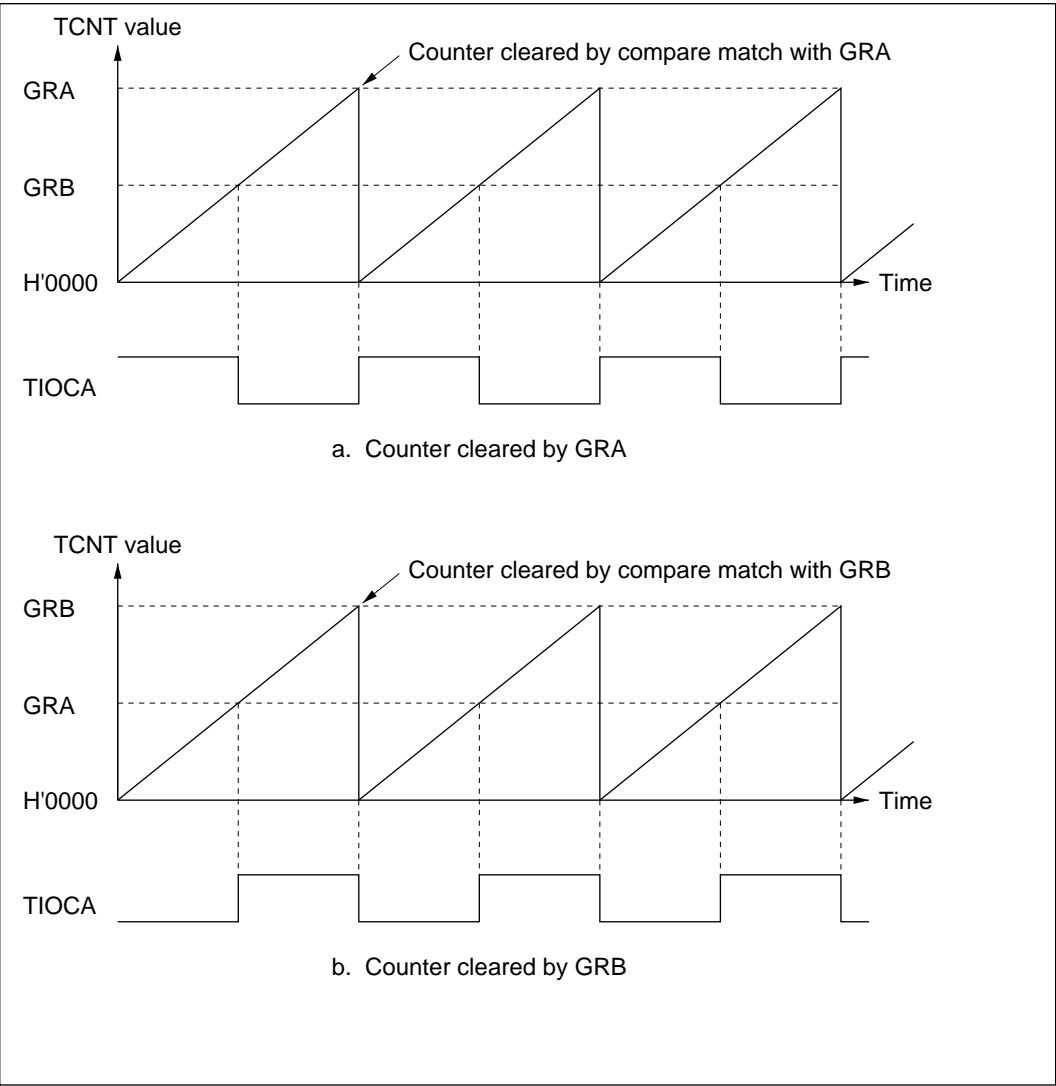 TCNT value
Counter cleared by compare match with GRA
GRA
GRB
H'0000
Time
TIOCA
a. Counter cleared by GRA
TCNT value
Counter cleared by compare match with GRB
GRB
GRA
H'0000
Time
TIOCA
b. Counter cleared by GRB